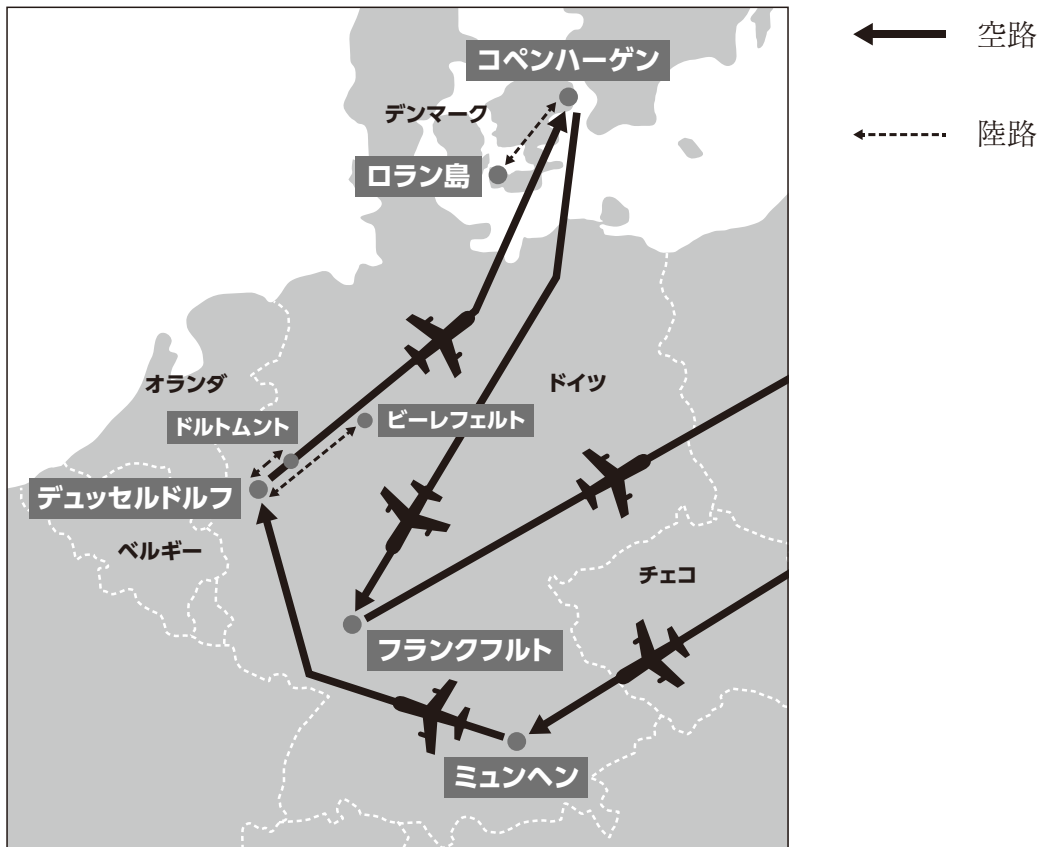 空路
陸路
コペンハーゲン
デンマーク
ロラン島
オランダ
ドイツ
ドルトムント
ビーレフェルト
デュッセルドルフ
ベルギー
チェコ
フランクフルト
ミュンヘン